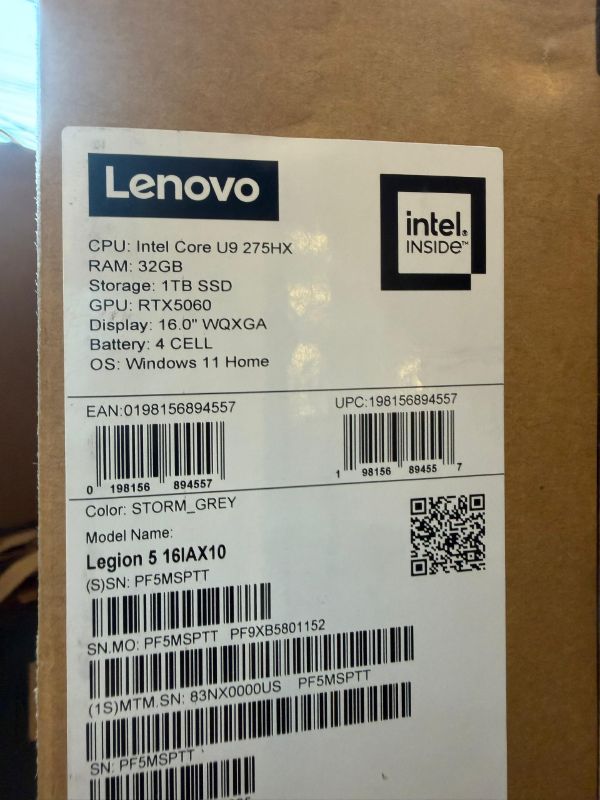 Lenovo
intel.
INSIDE™
CPU: Intel Core U9 275HX
RAM: 32GB
Storage: 1TB SSD
GPU: RTX5060
Display: 16.0" WQXGA
Battery: 4 CELL
OS: Windows 11 Home
EAN:0198156894557
UPC:198156894557
0 198156 894557
1 98156 89455 7
Color: STORM_GREY
Model Name:
Legion 5 16IAX10
(S)SN: PF5MSPTT
SN.MO: PF5MSPTT PF9XB5801152
(1S)MTM.SN: 83NX0000US PF5MSPTT
SN: PF5MSPTT